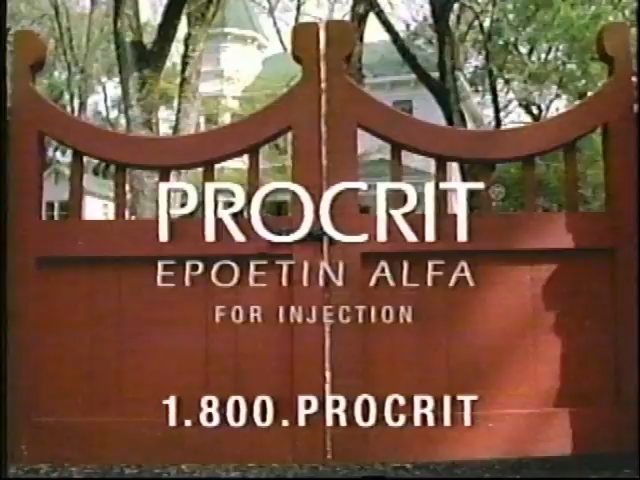 PROCRIT®
EPOETIN ALFA
FOR INJECTION
1.800.PROCRIT